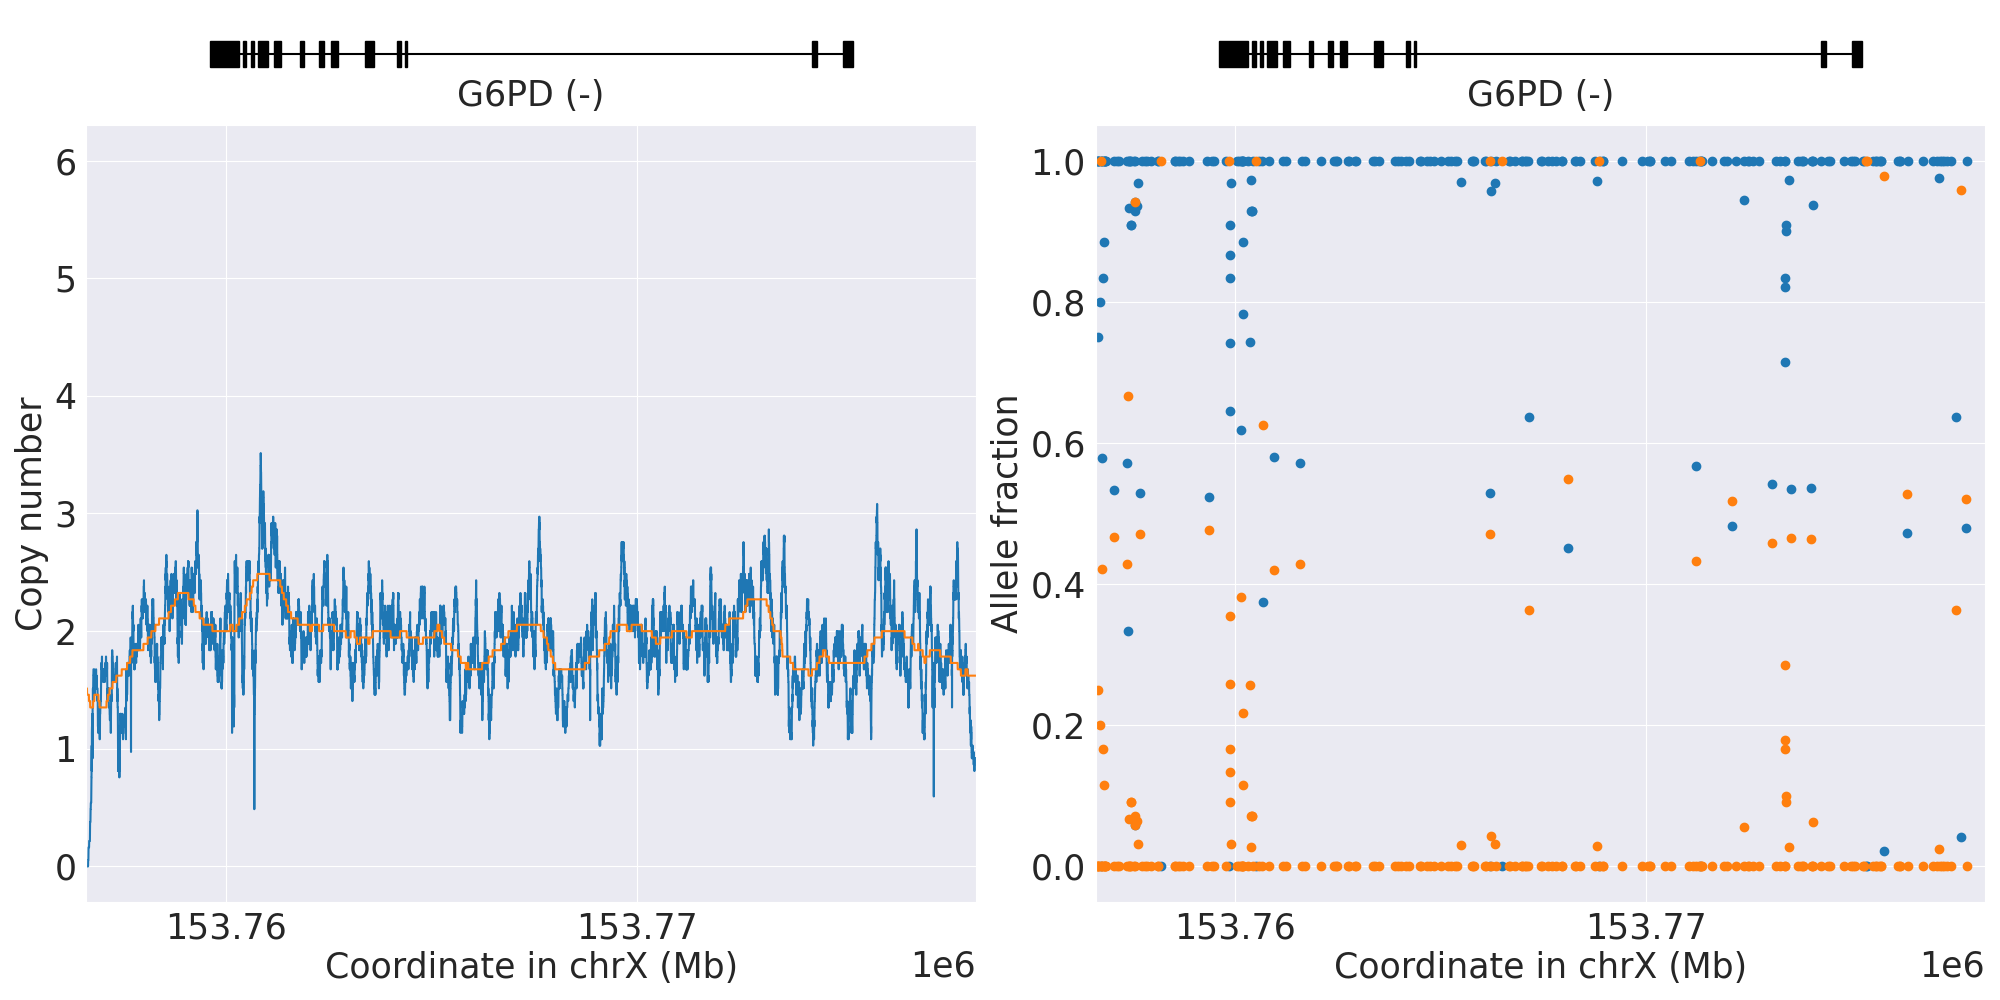 G6PD (-)
G6PD (-)
Copy number
6
5
4
3
2
1
0
153.76
153.77
Coordinate in chrX (Mb)
1e6
Allele fraction
1.0
0.8
0.6
0.4
0.2
0.0
153.76
153.77
Coordinate in chrX (Mb)
1e6